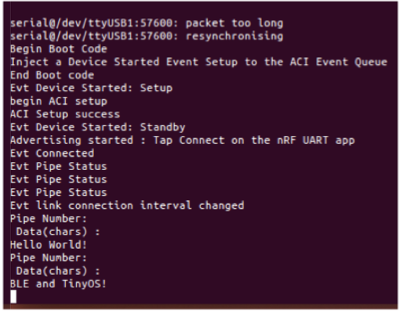 serial@/dev/ttyUSB1:57600: packet too long
serial@/dev/ttyUSB1:57600: resynchronising
Begin Boot Code
Inject a Device Started Event Setup to the ACI Event Queue
End Boot code
Evt Device Started: Setup
begin ACI setup
ACI Setup success
Evt Device Started: Standby
Advertising started : Tap Connect on the nRF UART app
Evt Connected
Evt Pipe Status
Evt Pipe Status
Evt Pipe Status
Evt link connection interval changed
Pipe Number:
Data(chars) :
Hello World!
Pipe Number:
Data(chars) :
BLE and TinyOS!